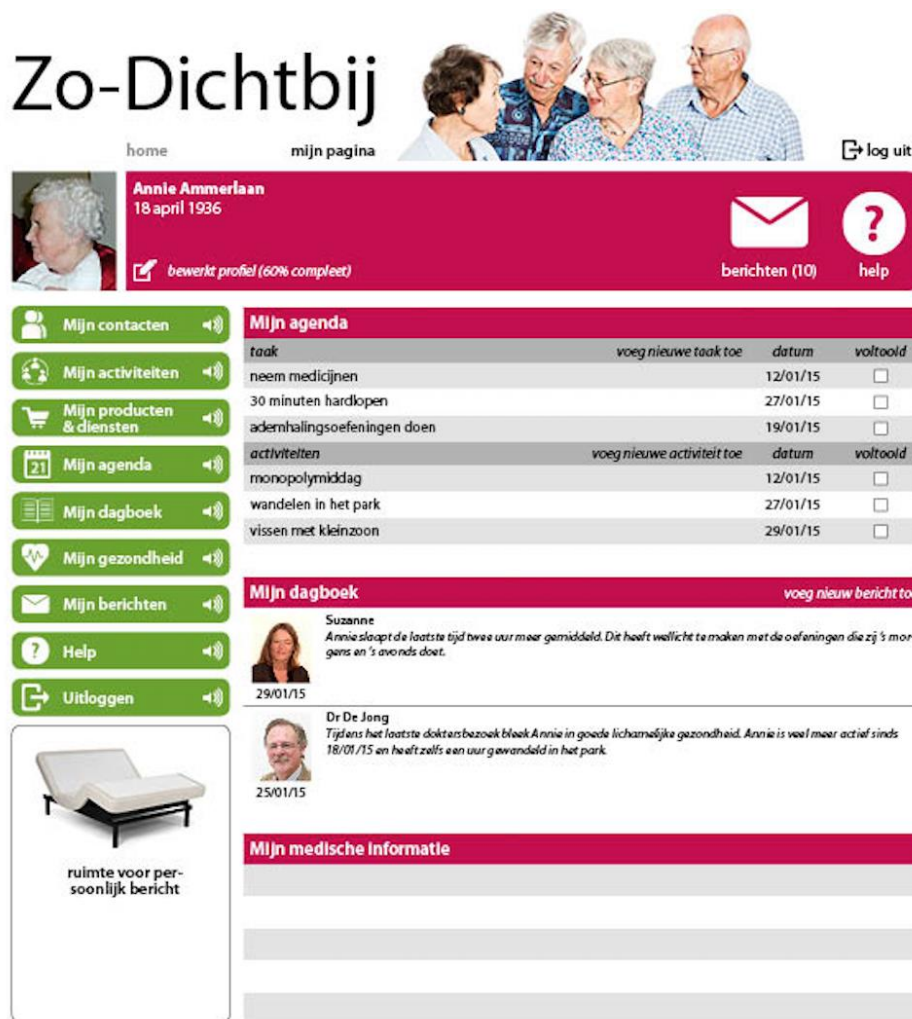 Zo-Dichtbij
home mijn pagina log uit
Annie Ammerlaan
18 april 1936
bewerkt profiel (60% compleet)
berichten (10)
?
help
Mijn contacten
Mijn activiteiten
Mijn producten
& diensten
21
Mijn agenda
Mijn dagboek
Mijn gezondheid
Mijn berichten
?
Help
Uitloggen
ruimte voor per-
soonlijk bericht
Mijn agenda
taak voeg nieuwe taak toe datum voltoold
neem medicijnen 12/01/15
30 minuten hardlopen 27/01/15
ademhalingsoefeningen doen 19/01/15
activiteiten voeg nieuwe activiteit toe datum voltoold
monopolymiddag 12/01/15
wandelen in het park 27/01/15
vissen met kleinzoon 29/01/15
Mijn dagboek voeg nieuw bericht toe
Suzanne
Annie slaapt de laatste tijd twee uur meer gemiddeld. Dit heeft wellicht te maken met de oefeningen die zij 's mor-
gens en 's avonds doet.
29/01/15
Dr De Jong
Tijdens het laatste doktersbezoek bleek Annie in goede lichamelijke gezondheid. Annie is veel meer actief sinds
18/01/15 en heeft zelfs een uur gewandeld in het park.
25/01/15
Mijn medische informatie